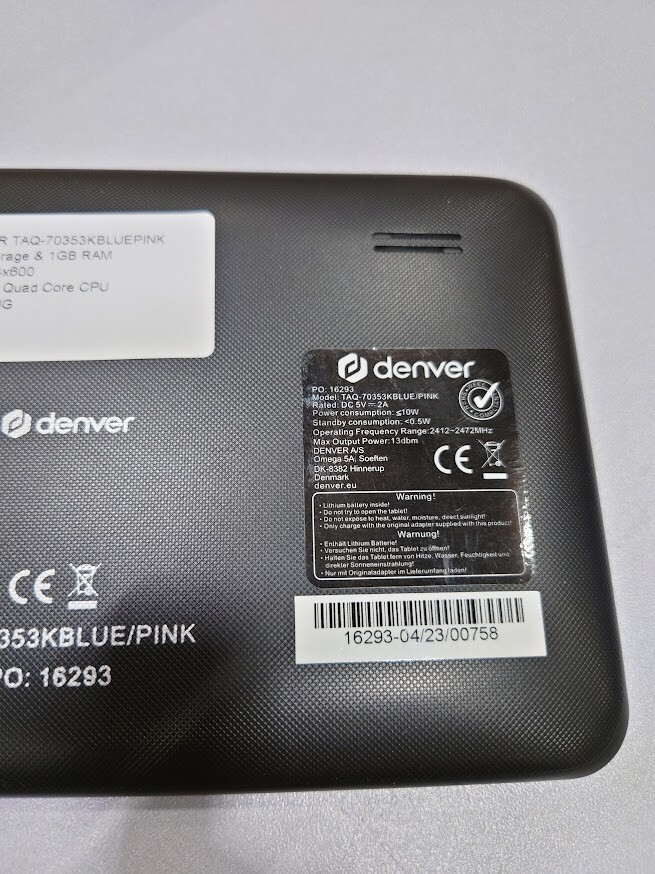 R TAQ-70353KBLUEPINK
rage & 1GB RAM
x600
Quad Core CPU
G
denver
353KBLUE/PINK
PO: 16293
denver
PO: 16293
Model: TAQ-70353KBLUE/PINK
Rated: DC 5V⎓2A
Power consumption: ≤10W
Standby consumption: <0.5W
Operating Frequency Range:2412~2472MHz
Max Output Power:13dbm
DENVER A/S
Omega 5A, Soeften
DK-8382 Hinnerup
Denmark
denver.eu
CE
Warning!
• Lithium battery inside!
• Do not try to open the tablet!
• Do not expose to heat, water, moisture, direct sunlight!
• Only charge with the original adapter supplied with this product!
Warnung!
• Enthält Lithium Batterie!
• Versuchen Sie nicht, das Tablet zu öffnen!
• Halten Sie das Tablet fern von Hitze, Wasser, Feuchtigkeit und
direkter Sonneneinstrahlung!
• Nur mit Originaladapter im Lieferumfang laden!
CE
16293-04/23/00758